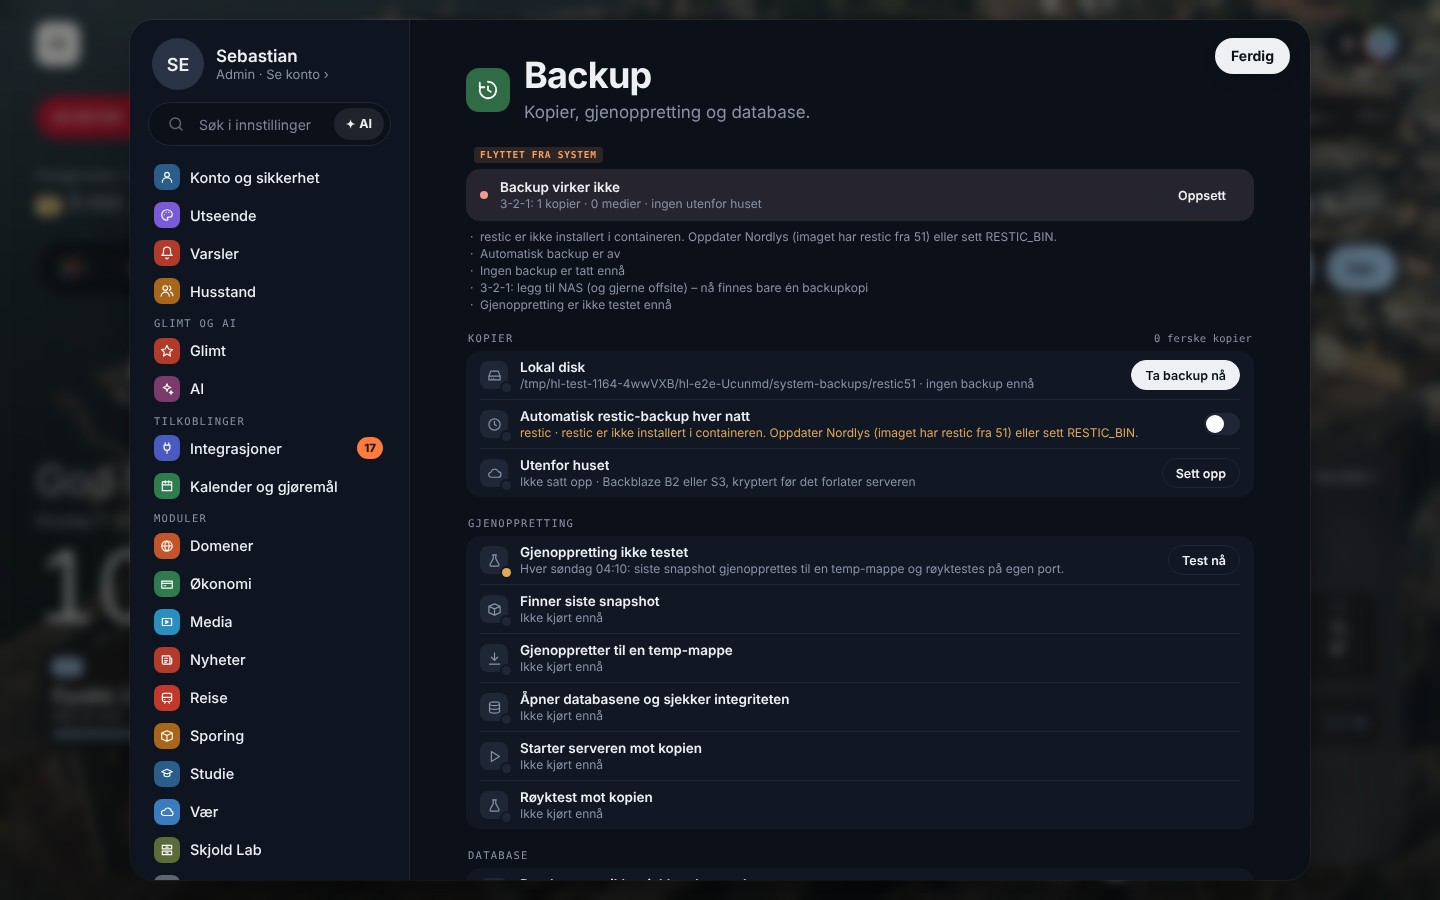 SE
Sebastian
Admin · Se konto ›
Søk i innstillinger
✦ AI
Konto og sikkerhet
Utseende
Varsler
Husstand
GLIMT OG AI
Glimt
AI
TILKOBLINGER
Integrasjoner
17
Kalender og gjøremål
MODULER
Domener
Økonomi
Media
Nyheter
Reise
Sporing
Studie
Vær
Skjold Lab
Ferdig
Backup
Kopier, gjenoppretting og database.
FLYTTET FRA SYSTEM
Backup virker ikke
3-2-1: 1 kopier · 0 medier · ingen utenfor huset
Oppsett
· restic er ikke installert i containeren. Oppdater Nordlys (imaget har restic fra 51) eller sett RESTIC_BIN.
· Automatisk backup er av
· Ingen backup er tatt ennå
· 3-2-1: legg til NAS (og gjerne offsite) – nå finnes bare én backupkopi
· Gjenoppretting er ikke testet ennå
KOPIER
0 ferske kopier
Lokal disk
/tmp/hl-test-1164-4wwVXB/hl-e2e-Ucunmd/system-backups/restic51 · ingen backup ennå
Ta backup nå
Automatisk restic-backup hver natt
restic · restic er ikke installert i containeren. Oppdater Nordlys (imaget har restic fra 51) eller sett RESTIC_BIN.
Utenfor huset
Ikke satt opp · Backblaze B2 eller S3, kryptert før det forlater serveren
Sett opp
GJENOPPRETTING
Gjenoppretting ikke testet
Hver søndag 04:10: siste snapshot gjenopprettes til en temp-mappe og røyktestes på egen port.
Test nå
Finner siste snapshot
Ikke kjørt ennå
Gjenoppretter til en temp-mappe
Ikke kjørt ennå
Åpner databasene og sjekker integriteten
Ikke kjørt ennå
Starter serveren mot kopien
Ikke kjørt ennå
Røyktest mot kopien
Ikke kjørt ennå
DATABASE